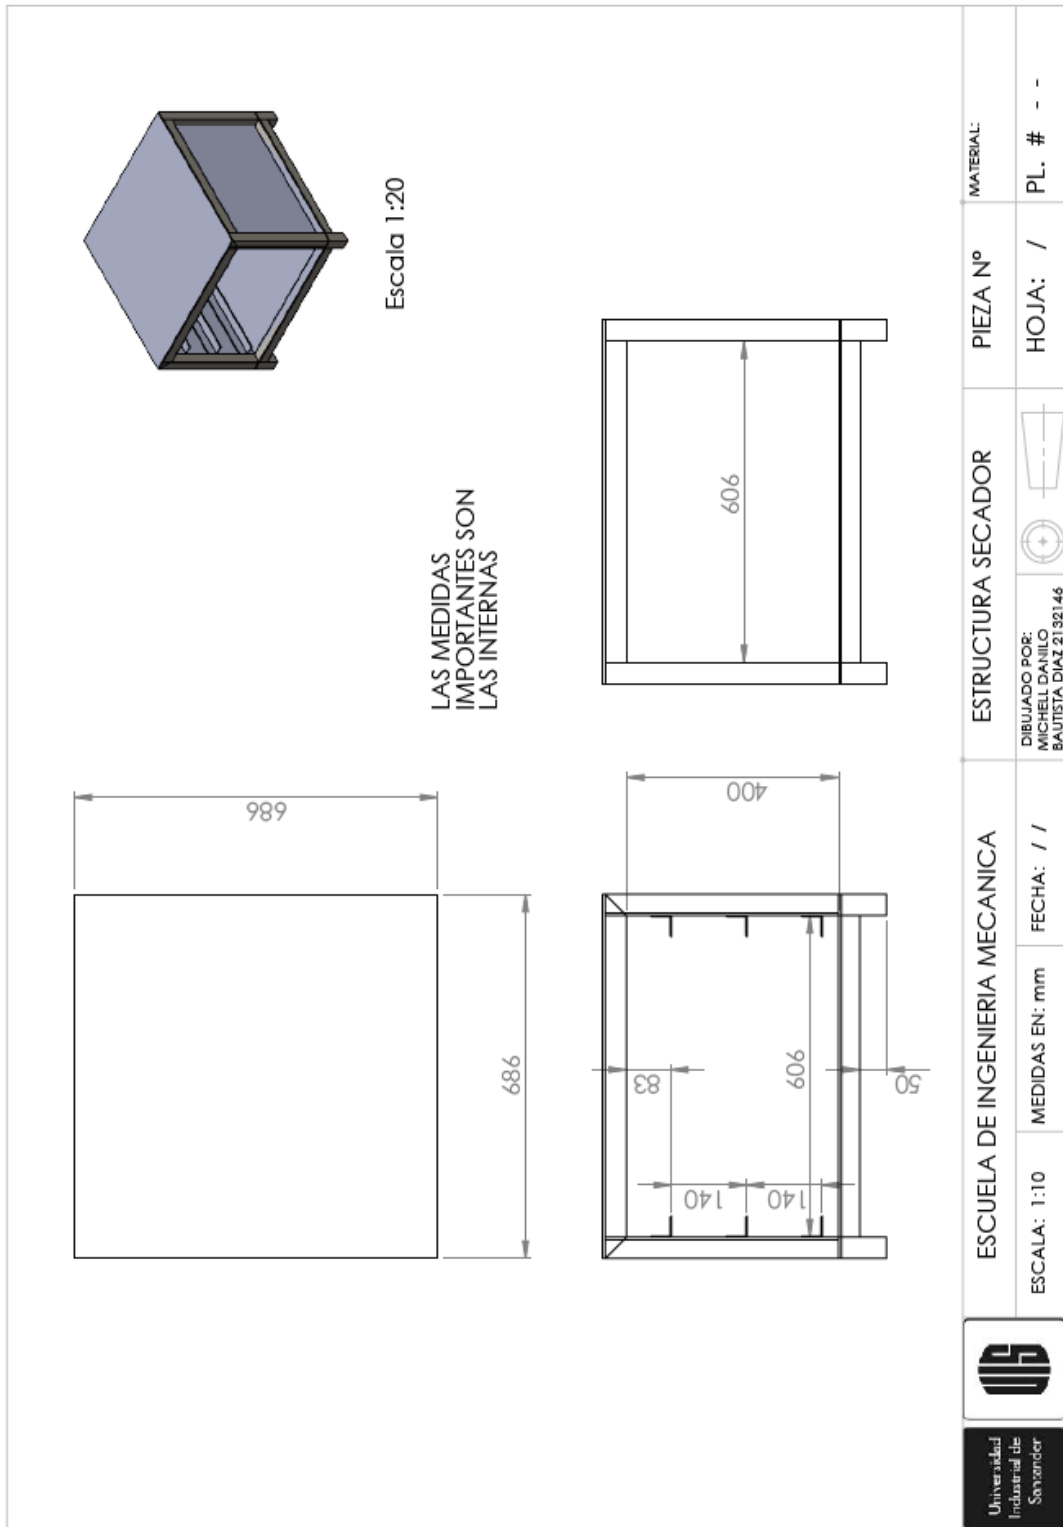 Escala 1:20
LAS MEDIDAS
IMPORTANTES SON
LAS INTERNAS
686
686
83
140
140
606
400
50
606
Universidad
Industrial de
Santander
UIS
ESCUELA DE INGENIERIA MECANICA
ESTRUCTURA SECADOR
PIEZA Nº
MATERIAL:
ESCALA: 1:10
MEDIDAS EN: mm
FECHA: / /
DIBUJADO POR:
MICHELL DANILO
BAUTISTA DIAZ 2132146
HOJA: /
PL. # - -